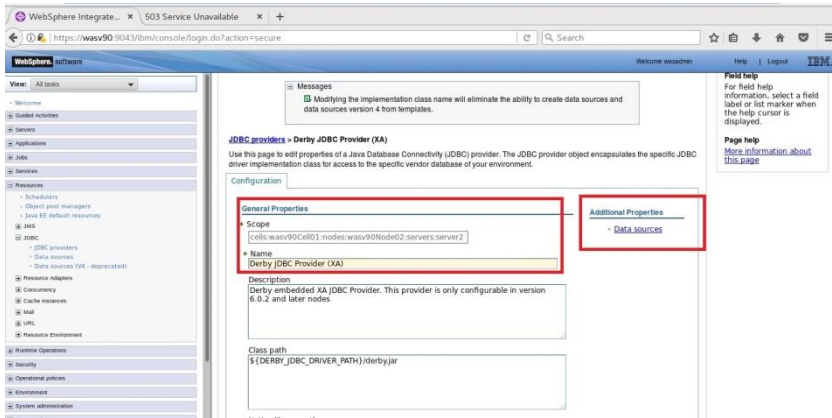 WebSphere Integrate... × 503 Service Unavailable × +
https://wasv90:9043/ibm/console/login.do?action=secure Search
WebSphere. software Welcome wasadmin Help | Logout IBM.
View: All tasks
Welcome
Guided Activities
Servers
Applications
Jobs
Services
Resources
Schedulers
Object pool managers
Java EE default resources
JMS
JDBC
JDBC providers
Data sources
Data sources (V4 - deprecated)
Resource Adapters
Concurrency
Cache instances
Mail
URL
Resource Environment
Runtime Operations
Security
Operational policies
Environment
System administration
Messages
Modifying the implementation class name will eliminate the ability to create data sources and
data sources version 4 from templates.
JDBC providers > Derby JDBC Provider (XA)
Use this page to edit properties of a Java Database Connectivity (JDBC) provider. The JDBC provider object encapsulates the specific JDBC
driver implementation class for access to the specific vendor database of your environment.
Configuration
General Properties
* Scope
cells:wasv90Cell01:nodes:wasv90Node02:servers:server2
* Name
Derby JDBC Provider (XA)
Description
Derby embedded XA JDBC Provider. This provider is only configurable in version
6.0.2 and later nodes
Class path
${DERBY_JDBC_DRIVER_PATH}/derby.jar
Additional Properties
Data sources
Field help
For field help
information, select a field
label or list marker when
the help cursor is
displayed.
Page help
More information about
this page